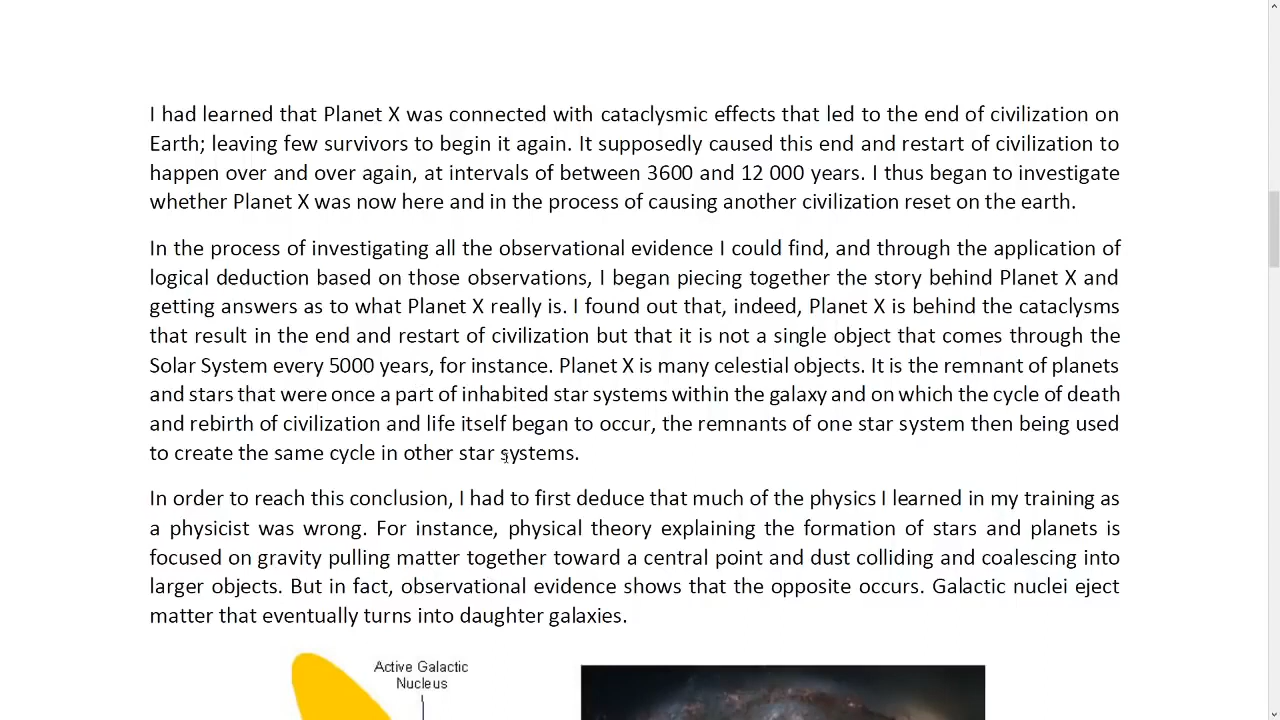 I had learned that Planet X was connected with cataclysmic effects that led to the end of civilization on
Earth; leaving few survivors to begin it again. It supposedly caused this end and restart of civilization to
happen over and over again, at intervals of between 3600 and 12 000 years. I thus began to investigate
whether Planet X was now here and in the process of causing another civilization reset on the earth.
In the process of investigating all the observational evidence I could find, and through the application of
logical deduction based on those observations, I began piecing together the story behind Planet X and
getting answers as to what Planet X really is. I found out that, indeed, Planet X is behind the cataclysms
that result in the end and restart of civilization but that it is not a single object that comes through the
Solar System every 5000 years, for instance. Planet X is many celestial objects. It is the remnant of planets
and stars that were once a part of inhabited star systems within the galaxy and on which the cycle of death
and rebirth of civilization and life itself began to occur, the remnants of one star system then being used
to create the same cycle in other star systems.
In order to reach this conclusion, I had to first deduce that much of the physics I learned in my training as
a physicist was wrong. For instance, physical theory explaining the formation of stars and planets is
focused on gravity pulling matter together toward a central point and dust colliding and coalescing into
larger objects. But in fact, observational evidence shows that the opposite occurs. Galactic nuclei eject
matter that eventually turns into daughter galaxies.
Active Galactic
Nucleus